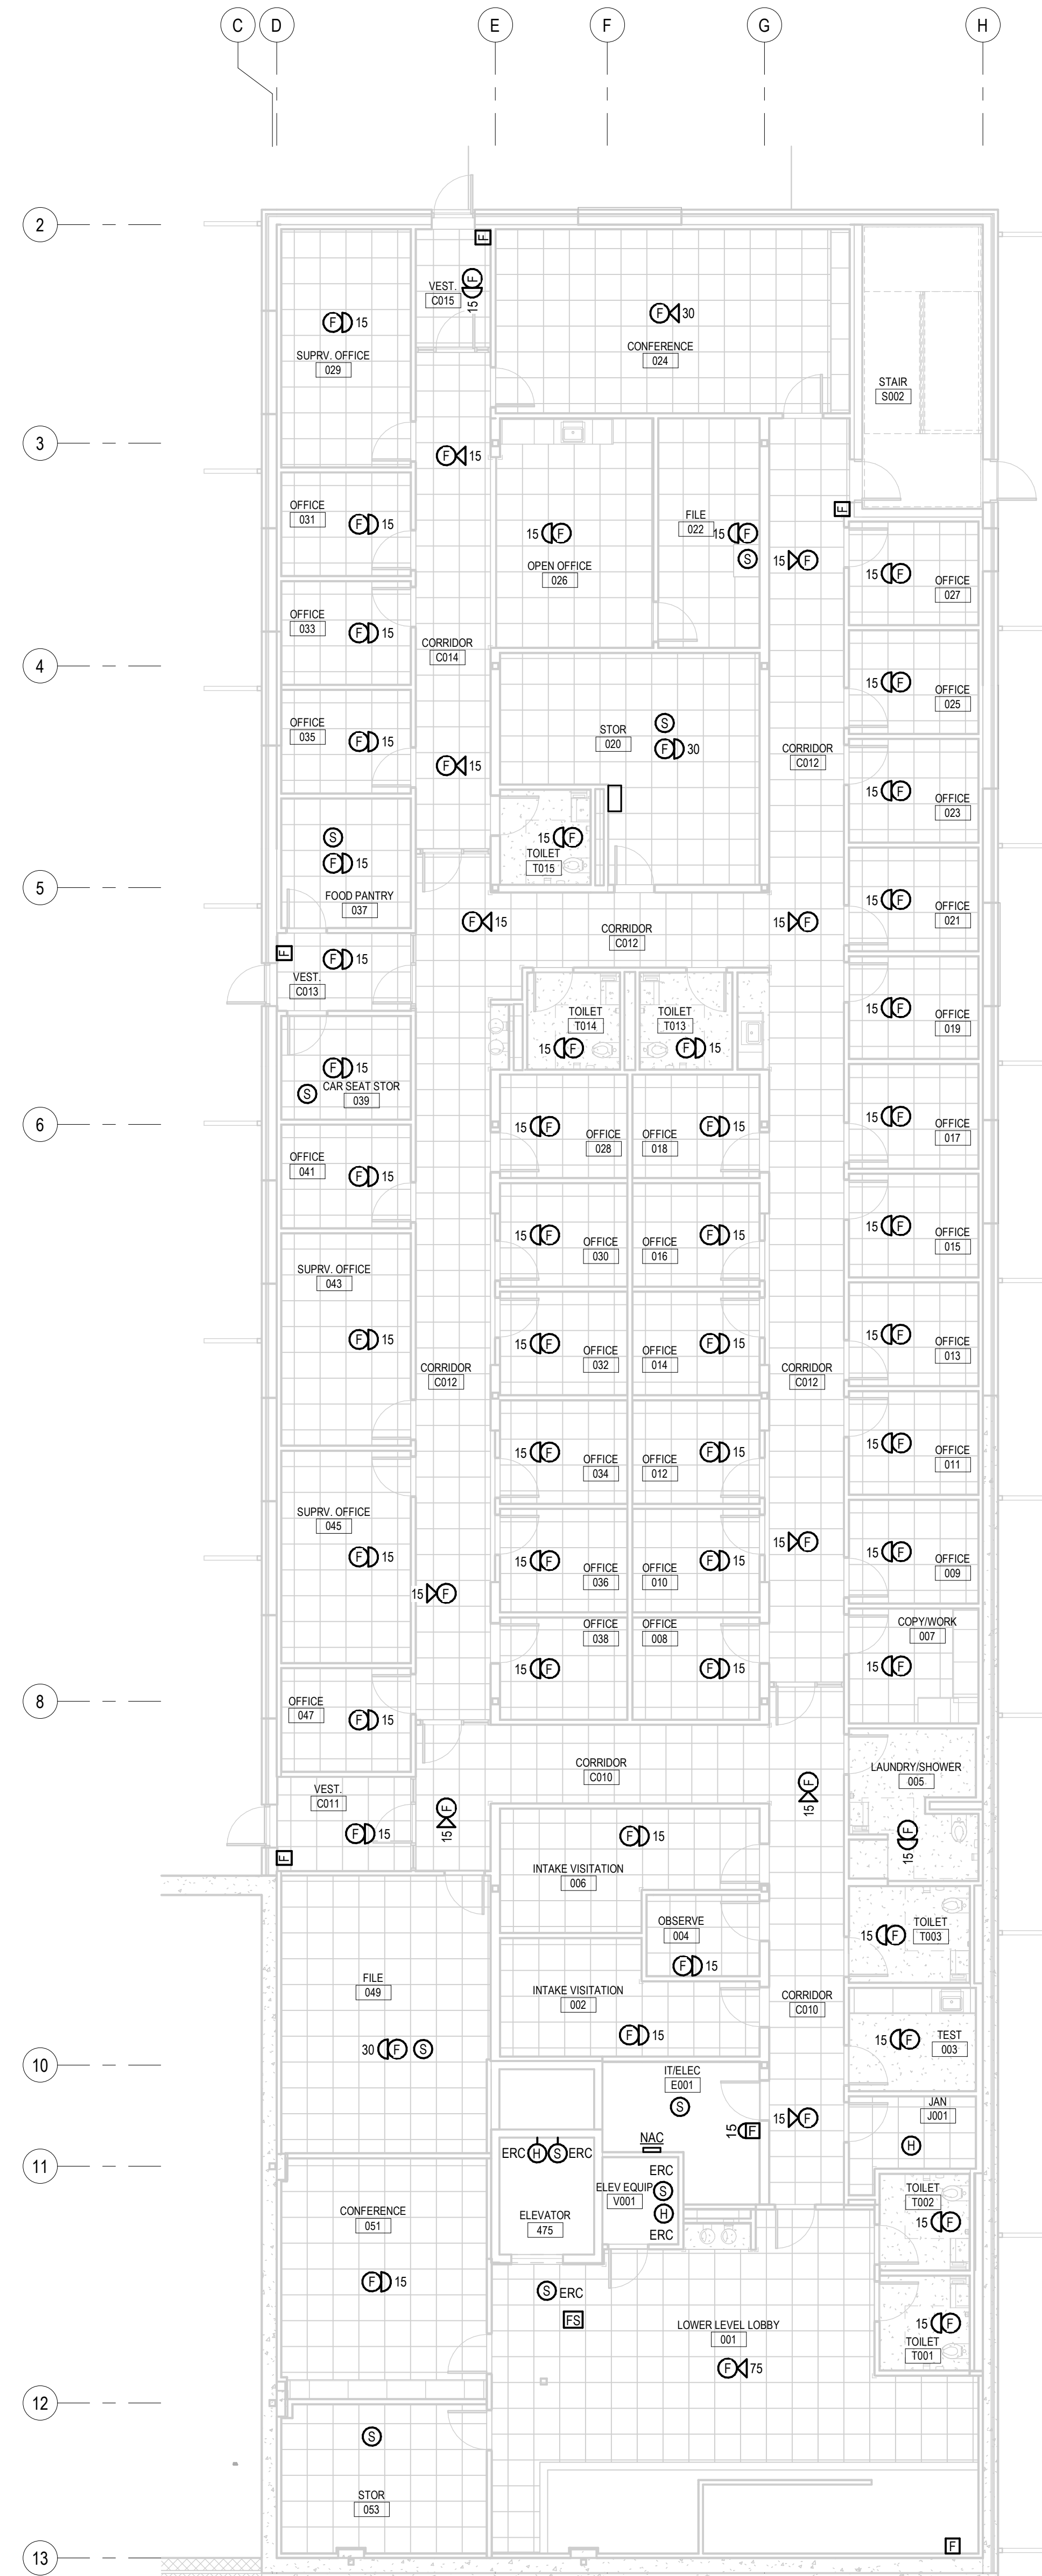 C D E F G H
2
F
F
15
VEST.
C015
F 15
SUPRV. OFFICE
029
F 30
CONFERENCE
024
STAIR
S002
3
F 15
OFFICE
031
F 15
15 F
OPEN OFFICE
026
FILE
022
15 F
S
F
15 F
15 F
OFFICE
027
OFFICE
033
F 15
CORRIDOR
C014
4
15 F
OFFICE
025
OFFICE
035
F 15
STOR
020
S
F 30
CORRIDOR
C012
F 15
15 F
OFFICE
023
S
F 15
FOOD PANTRY
037
15 F
TOILET
T015
5
15 F
OFFICE
021
F 15
CORRIDOR
C012
15 F
F
F 15
VEST.
C013
TOILET
T014
15 F
TOILET
T013
F 15
15 F
OFFICE
019
F 15
S
CAR SEAT STOR
039
6
OFFICE
041
F 15
15 F
OFFICE
028
OFFICE
018
F 15
15 F
OFFICE
017
SUPRV. OFFICE
043
F 15
15 F
OFFICE
030
OFFICE
016
F 15
15 F
OFFICE
015
CORRIDOR
C012
15 F
OFFICE
032
OFFICE
014
F 15
CORRIDOR
C012
15 F
OFFICE
013
15 F
OFFICE
034
OFFICE
012
F 15
15 F
OFFICE
011
SUPRV. OFFICE
045
F 15
15 F
15 F
OFFICE
036
OFFICE
010
F 15
15 F
15 F
OFFICE
009
OFFICE
038
15 F
OFFICE
008
F 15
COPY/WORK
007
15 F
8
OFFICE
047
F 15
CORRIDOR
C010
LAUNDRY/SHOWER
005
F
15
VEST.
C011
F 15
F
F
15
F
15
F 15
INTAKE VISITATION
006
F
15
OBSERVE
004
F 15
TOILET
T003
15 F
FILE
049
30 F S
INTAKE VISITATION
002
F 15
CORRIDOR
C010
15 F
TEST
003
10
IT/ELEC
E001
S
NAC
15 F
15 F
JAN
J001
H
11
ERC H S ERC
ELEVATOR
475
ERC
ELEV EQUIP
V001
S
H
ERC
TOILET
T002
15 F
CONFERENCE
051
F 15
S ERC
FS
LOWER LEVEL LOBBY
001
F 75
15 F
TOILET
T001
12
S
STOR
053
F
13